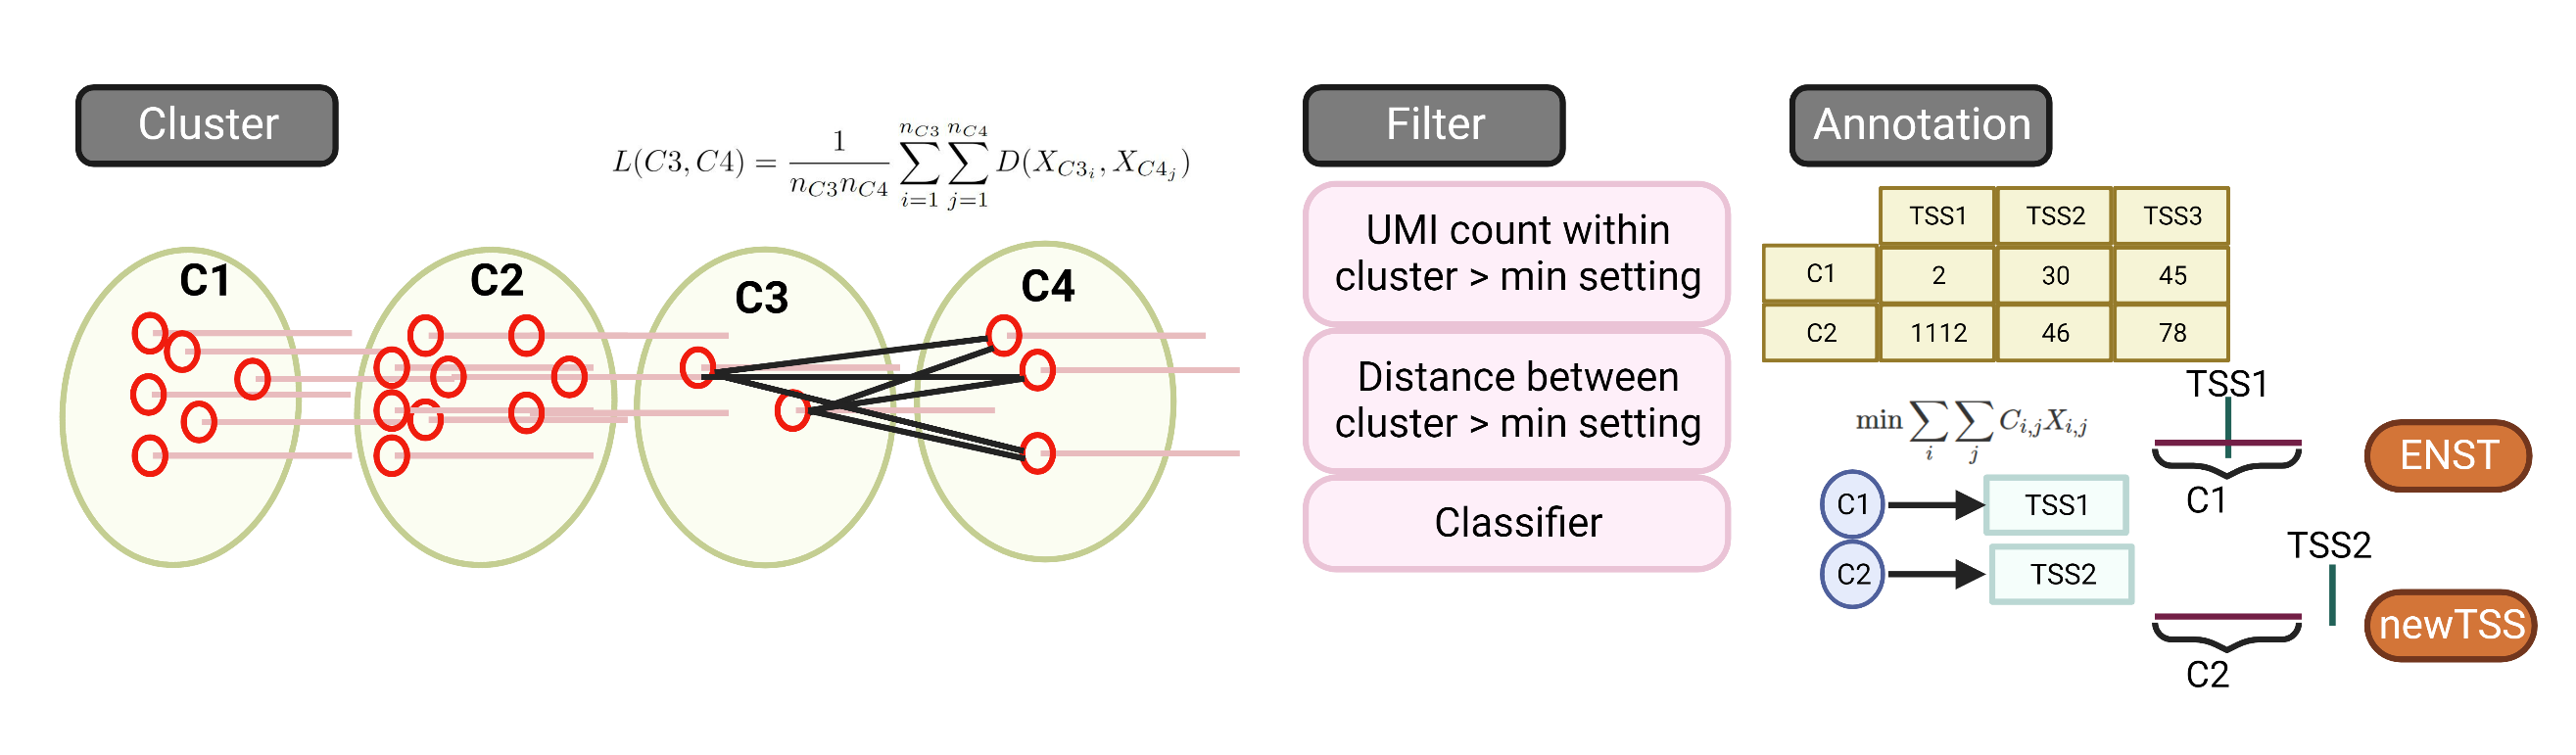 Cluster
L(C3, C4) = \frac{1}{n_{C3}n_{C4}} \sum_{i=1}^{n_{C3}} \sum_{j=1}^{n_{C4}} D(X_{C3_i}, X_{C4_j})
C1
C2
C3
C4
Filter
UMI count within
cluster > min setting
Distance between
cluster > min setting
Classifier
Annotation
TSS1 TSS2 TSS3
C1 2 30 45
C2 1112 46 78
min \sum_i \sum_j C_{i,j}X_{i,j}
C1 TSS1
C2 TSS2
TSS1
C1
ENST
TSS2
C2
newTSS